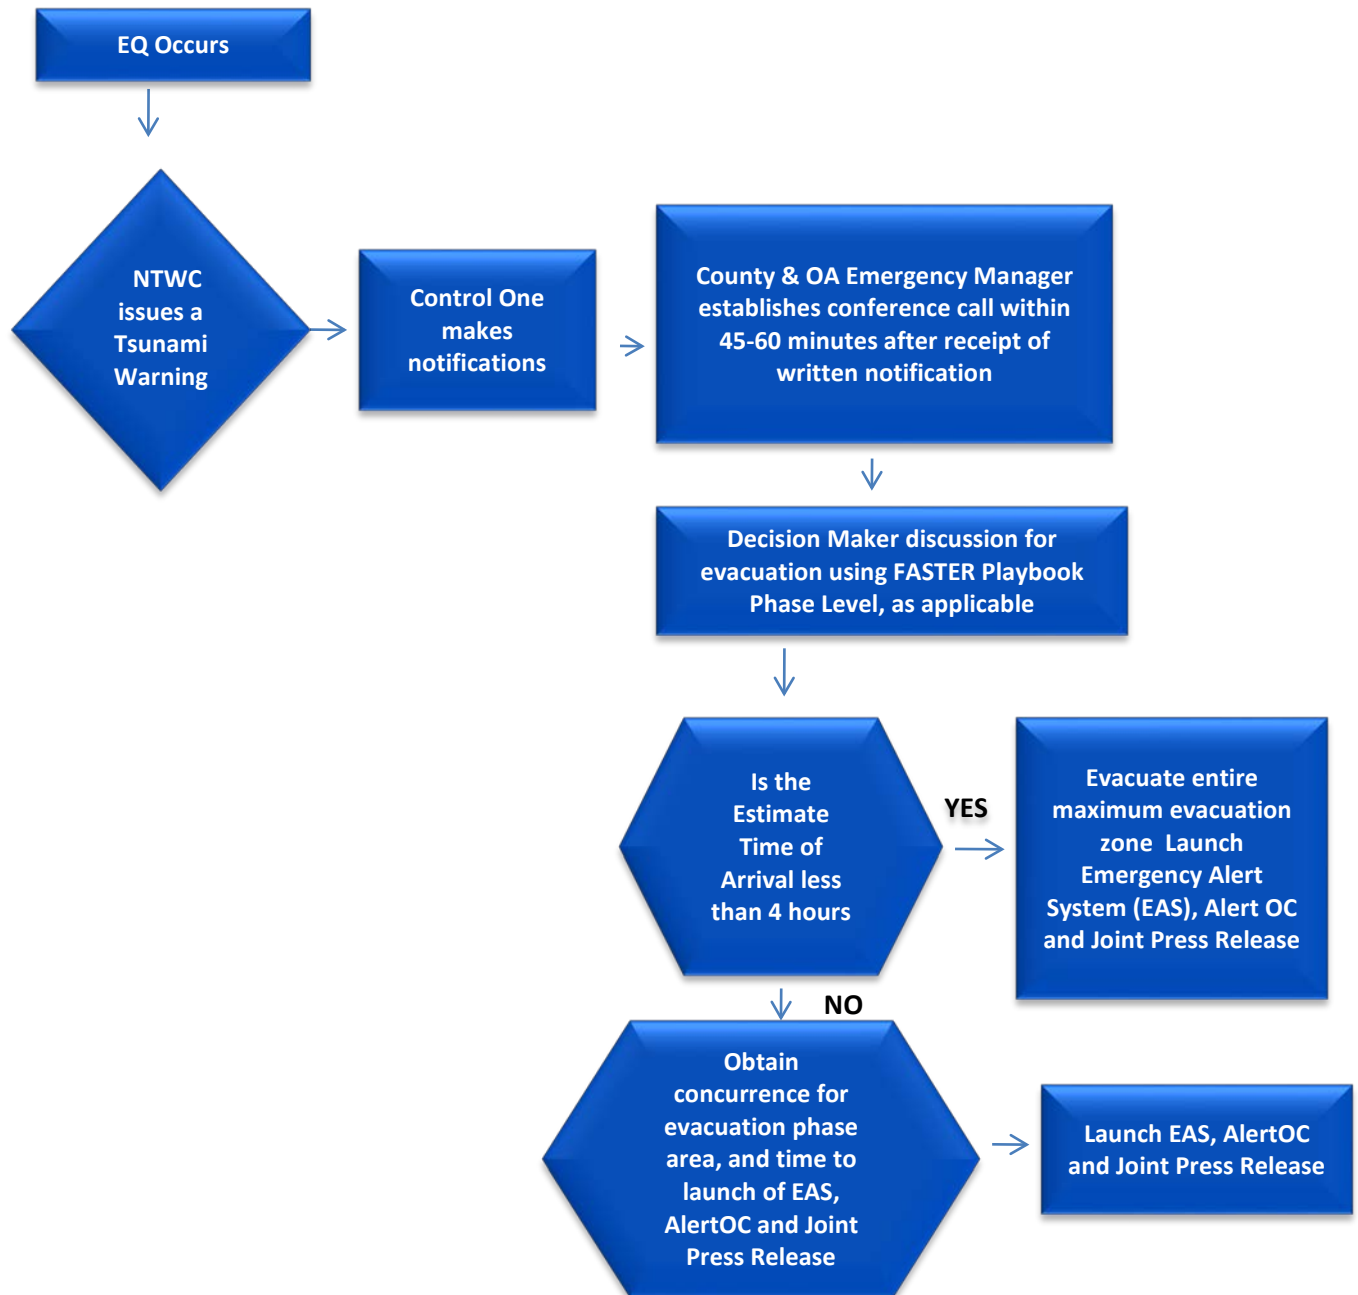 EQ Occurs
NTWC
issues a
Tsunami
Warning
Control One
makes
notifications
County & OA Emergency Manager
establishes conference call within
45-60 minutes after receipt of
written notification
Decision Maker discussion for
evacuation using FASTER Playbook
Phase Level, as applicable
Is the
Estimate
Time of
Arrival less
than 4 hours
YES
Evacuate entire
maximum evacuation
zone  Launch
Emergency Alert
System (EAS), Alert OC
and Joint Press Release
NO
Obtain
concurrence for
evacuation phase
area, and time to
launch of EAS,
AlertOC and Joint
Press Release
Launch EAS, AlertOC
and Joint Press Release